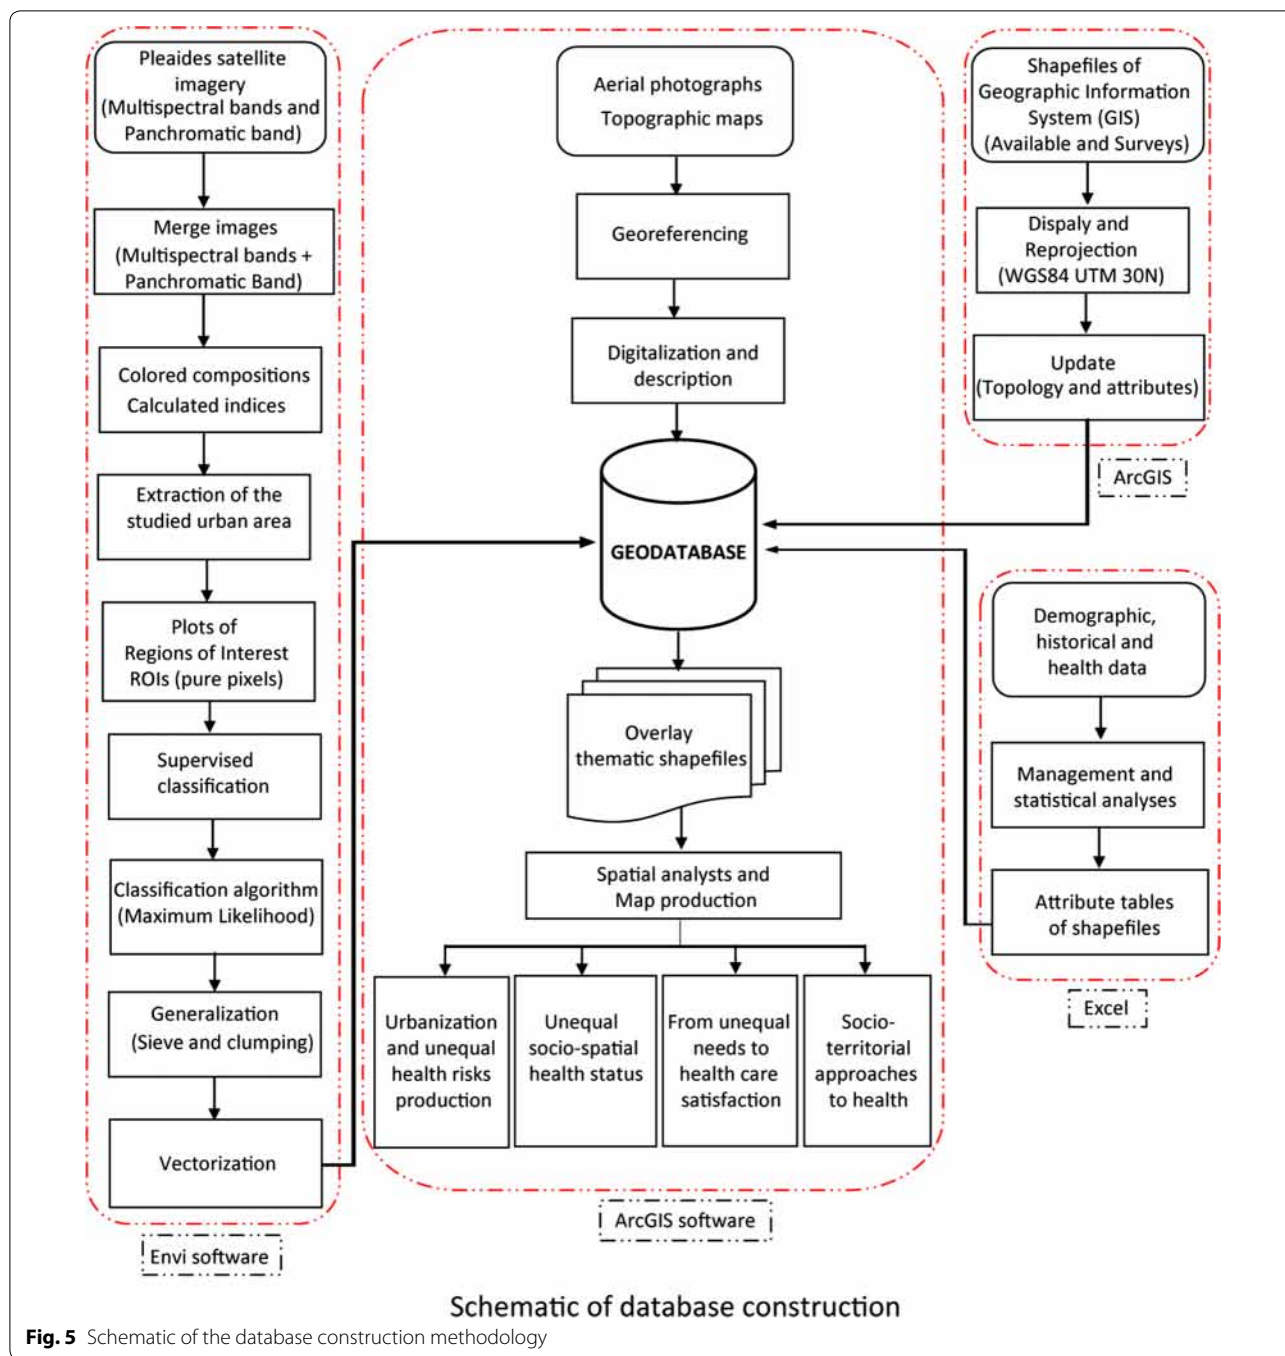 Pleaides satellite
imagery
(Multispectral bands and
Panchromatic band)
Merge images
(Multispectral bands +
Panchromatic Band)
Colored compositions
Calculated indices
Extraction of the
studied urban area
Plots of
Regions of Interest
ROIs (pure pixels)
Supervised
classification
Classification algorithm
(Maximum Likelihood)
Generalization
(Sieve and clumping)
Vectorization
Envi software
Aerial photographs
Topographic maps
Georeferencing
Digitalization and
description
GEODATABASE
Overlay
thematic shapefiles
Spatial analysts and
Map production
Urbanization
and unequal
health risks
production
Unequal
socio-spatial
health status
From unequal
needs to
health care
satisfaction
Socio-
territorial
approaches
to health
ArcGIS software
Shapefiles of
Geographic Information
System (GIS)
(Available and Surveys)
Dispaly and
Reprojection
(WGS84 UTM 30N)
Update
(Topology and attributes)
ArcGIS
Demographic,
historical and
health data
Management and
statistical analyses
Attribute tables
of shapefiles
Excel
Schematic of database construction
Fig. 5 Schematic of the database construction methodology